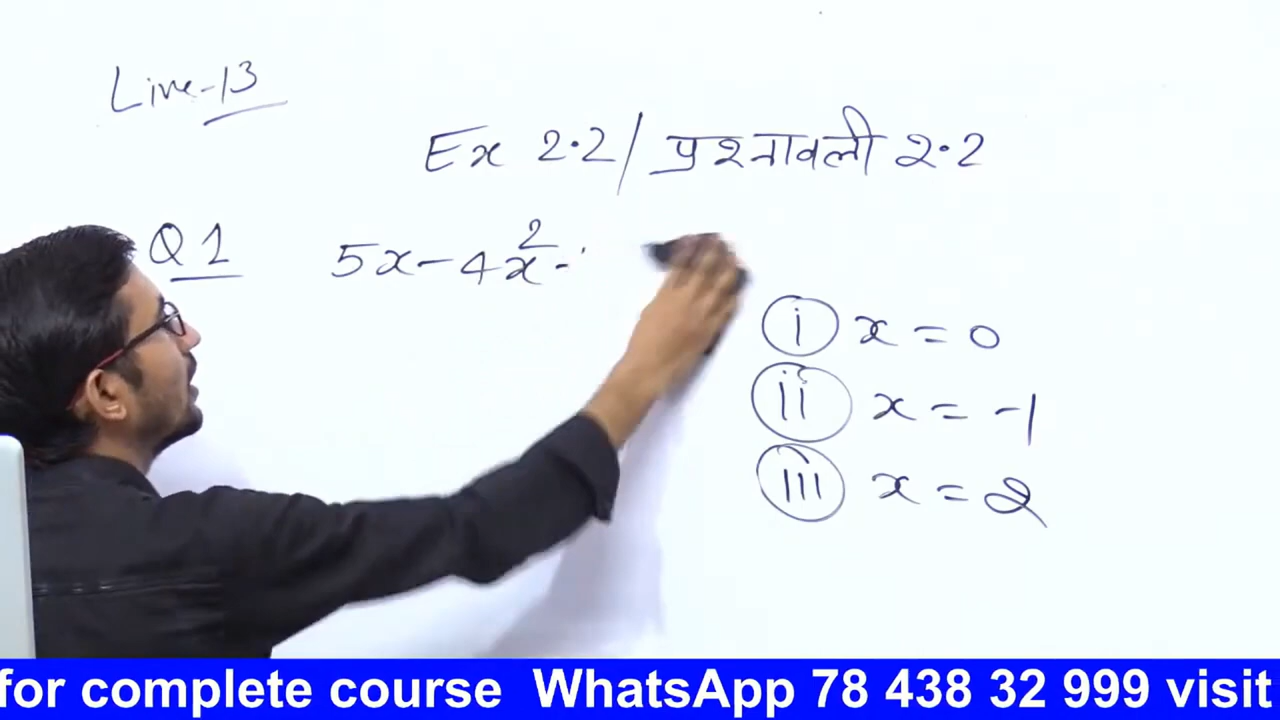 Live-13
Ex 2.2 / प्रश्नावली 2.2
Q 1 5x - 4x² -
(i) x = 0
(ii) x = -1
(iii) x = 2
for complete course WhatsApp 78 438 32 999 visit